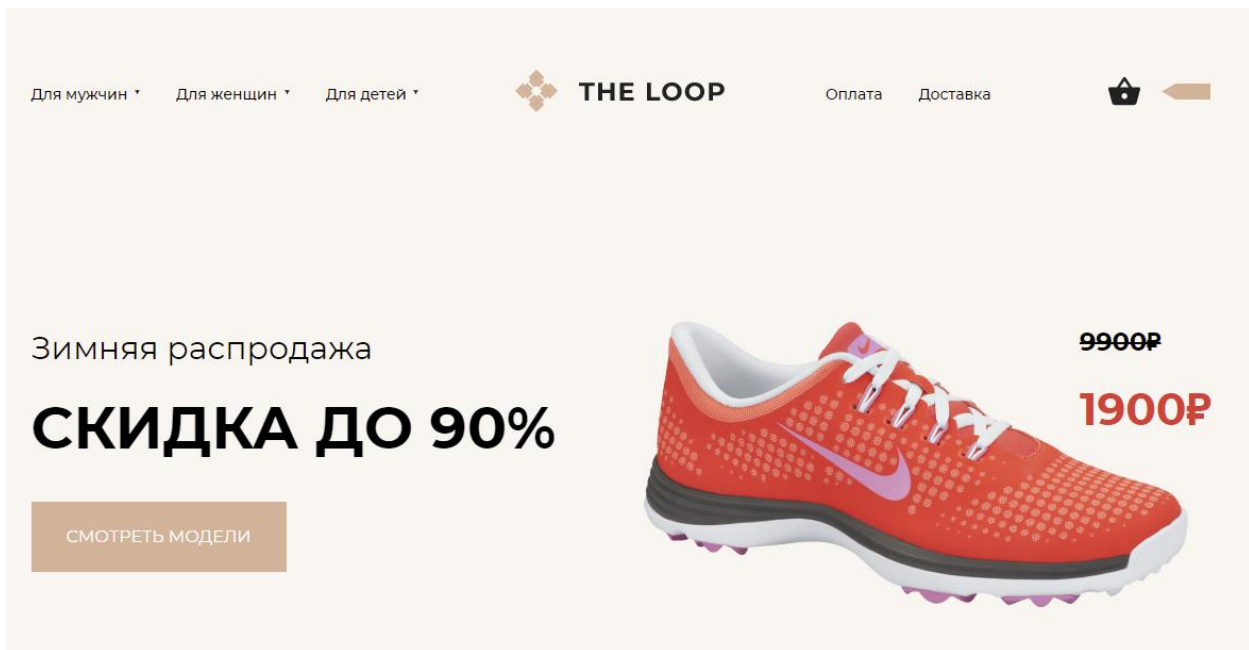 Для мужчин ▾ Для женщин ▾ Для детей ▾ THE LOOP Оплата Доставка
Зимняя распродажа
СКИДКА ДО 90%
СМОТРЕТЬ МОДЕЛИ
9900₽
1900₽